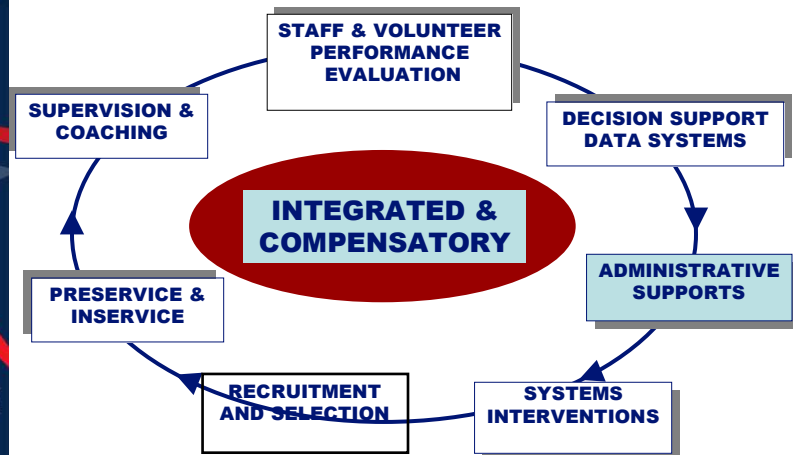 STAFF & VOLUNTEER
PERFORMANCE
EVALUATION
SUPERVISION &
COACHING
DECISION SUPPORT
DATA SYSTEMS
INTEGRATED &
COMPENSATORY
ADMINISTRATIVE
SUPPORTS
PRESERVICE &
INSERVICE
RECRUITMENT
AND SELECTION
SYSTEMS
INTERVENTIONS